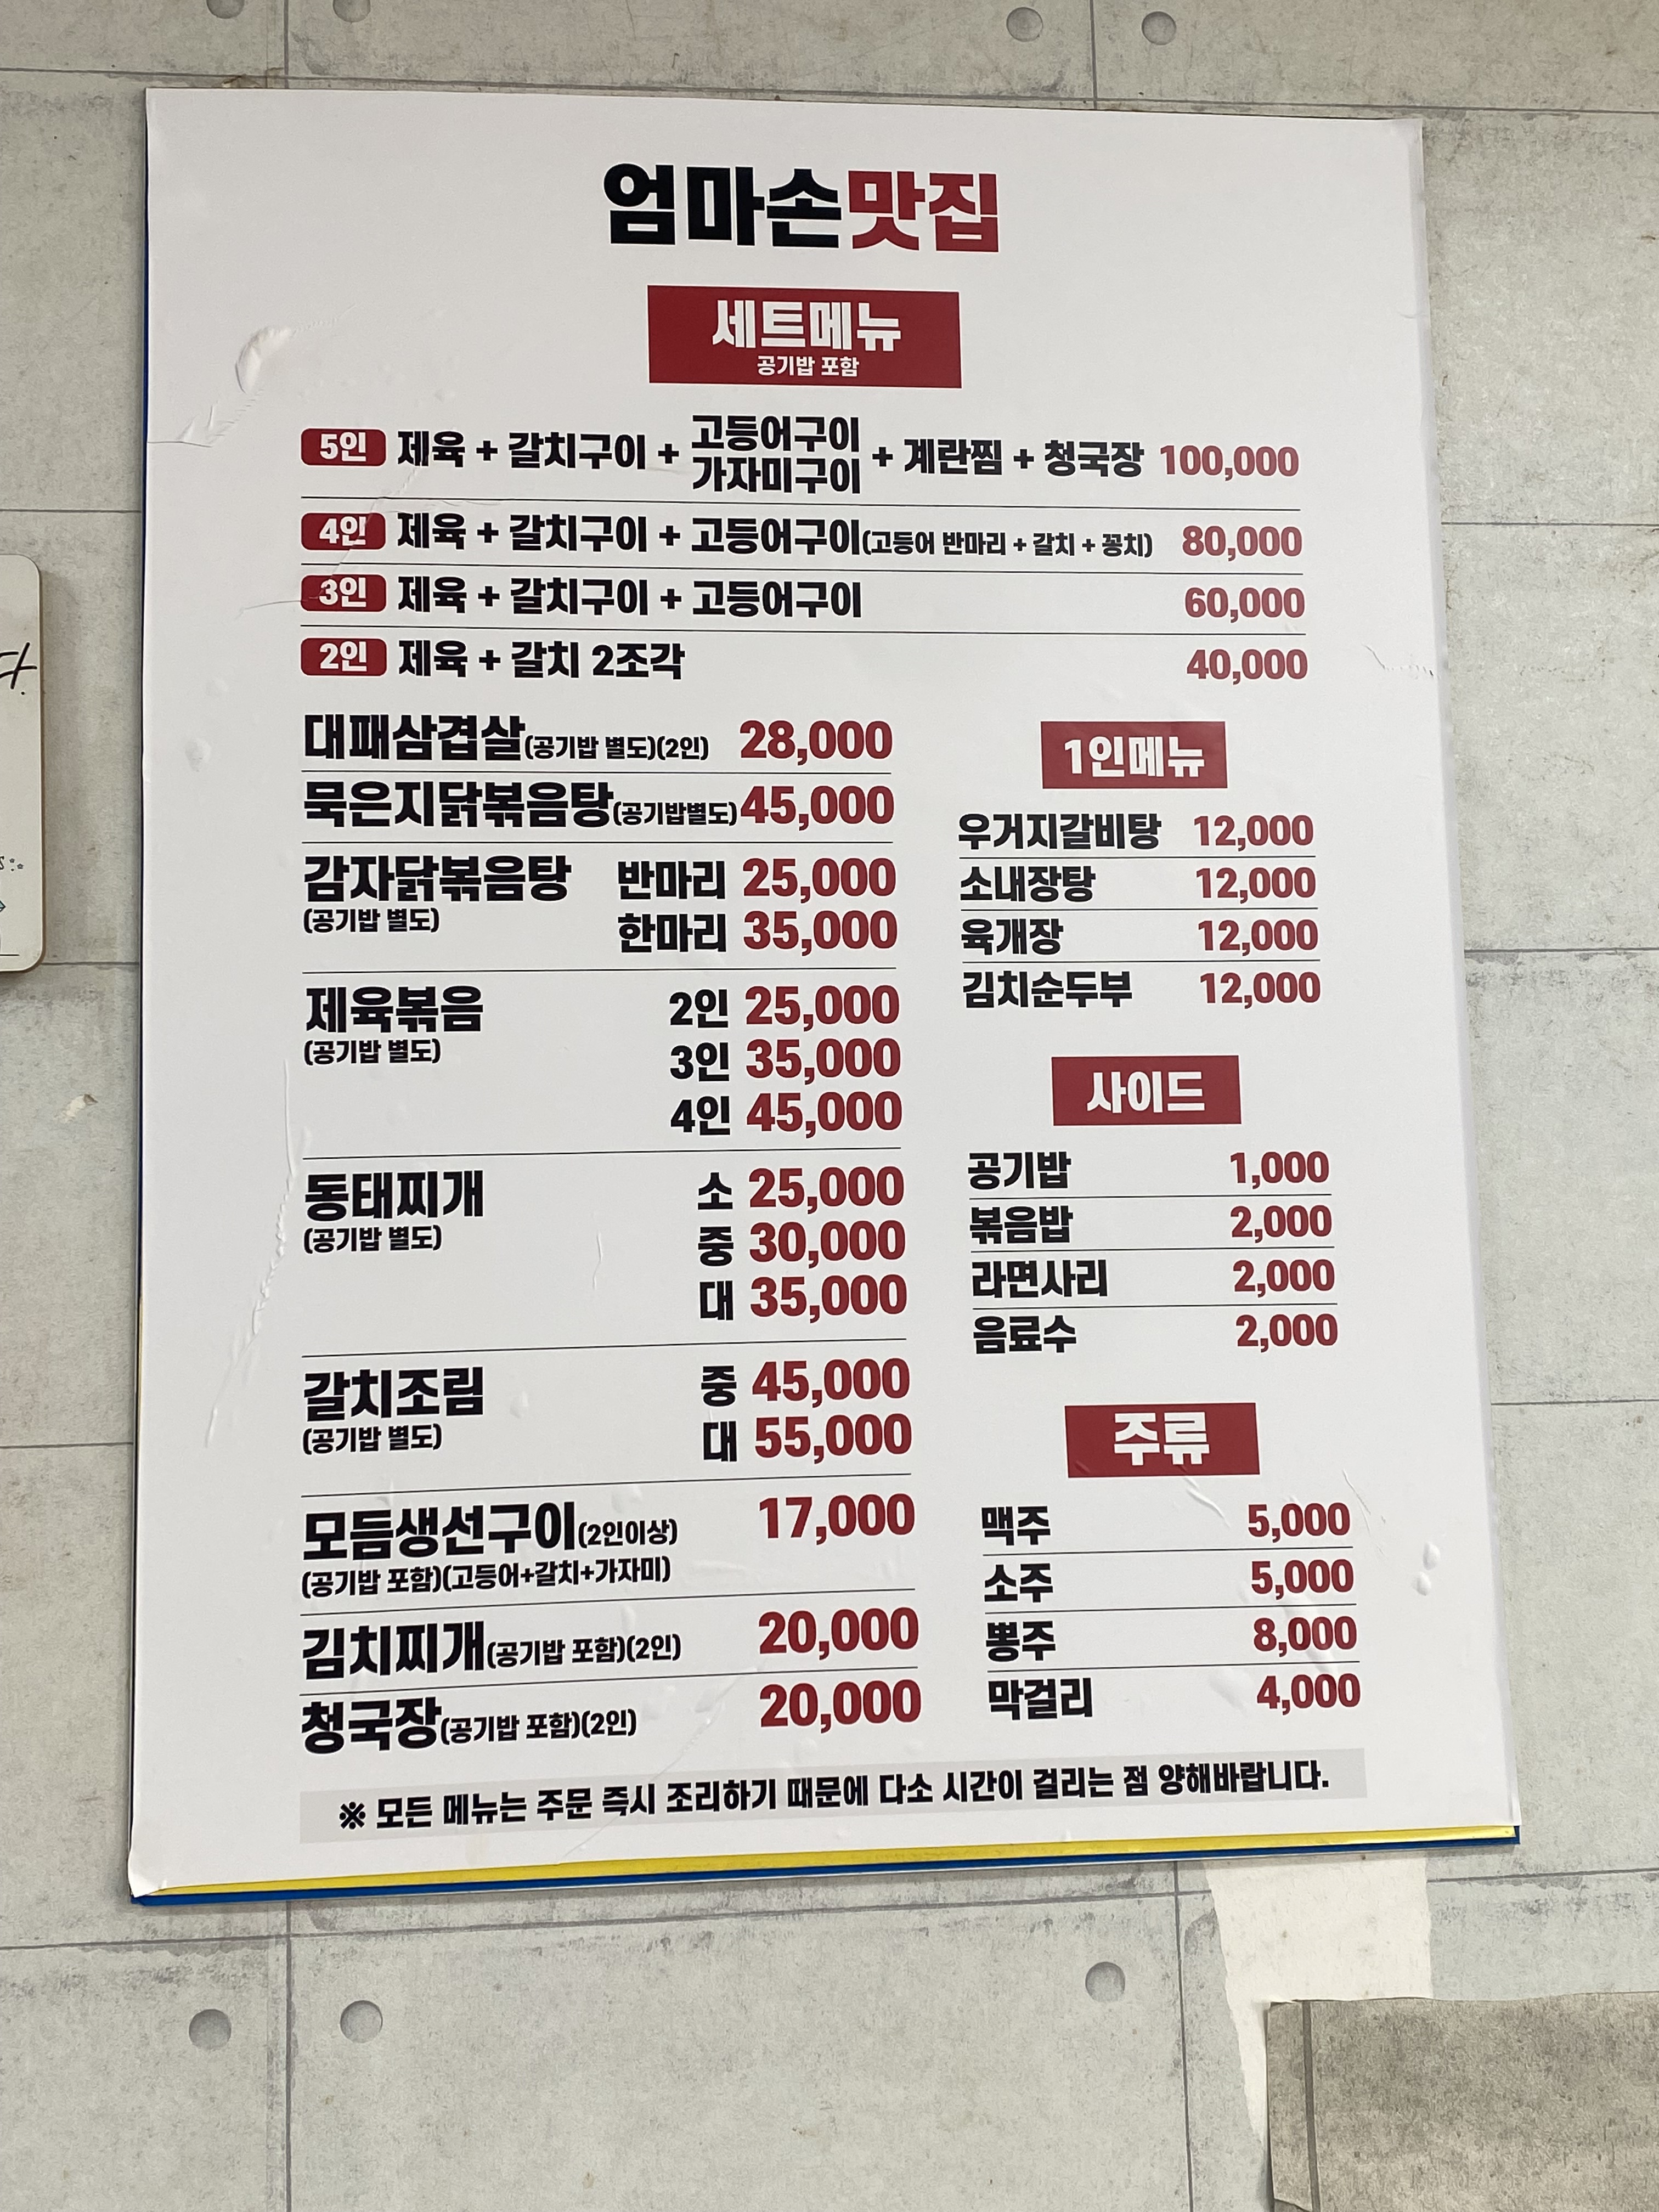 엄마손맛집
세트메뉴
공기밥 포함
5인 제육 + 갈치구이 + 고등어구이 가자미구이 + 계란찜 + 청국장 100,000
4인 제육 + 갈치구이 + 고등어구이(고등어 반마리 + 갈치 + 꽁치) 80,000
3인 제육 + 갈치구이 + 고등어구이 60,000
2인 제육 + 갈치 2조각 40,000
대패삼겹살(공기밥 별도)(2인) 28,000
묵은지닭볶음탕(공기밥별도) 45,000
감자닭볶음탕 반마리 25,000
(공기밥 별도) 한마리 35,000
제육볶음 2인 25,000
(공기밥 별도) 3인 35,000
4인 45,000
동태찌개 소 25,000
(공기밥 별도) 중 30,000
대 35,000
갈치조림 중 45,000
(공기밥 별도) 대 55,000
모듬생선구이(2인이상) 17,000
(공기밥 포함)(고등어+갈치+가자미)
김치찌개(공기밥 포함)(2인) 20,000
청국장(공기밥 포함)(2인) 20,000
1인메뉴
우거지갈비탕 12,000
소내장탕 12,000
육개장 12,000
김치순두부 12,000
사이드
공기밥 1,000
볶음밥 2,000
라면사리 2,000
음료수 2,000
주류
맥주 5,000
소주 5,000
뽕주 8,000
막걸리 4,000
※ 모든 메뉴는 주문 즉시 조리하기 때문에 다소 시간이 걸리는 점 양해바랍니다.